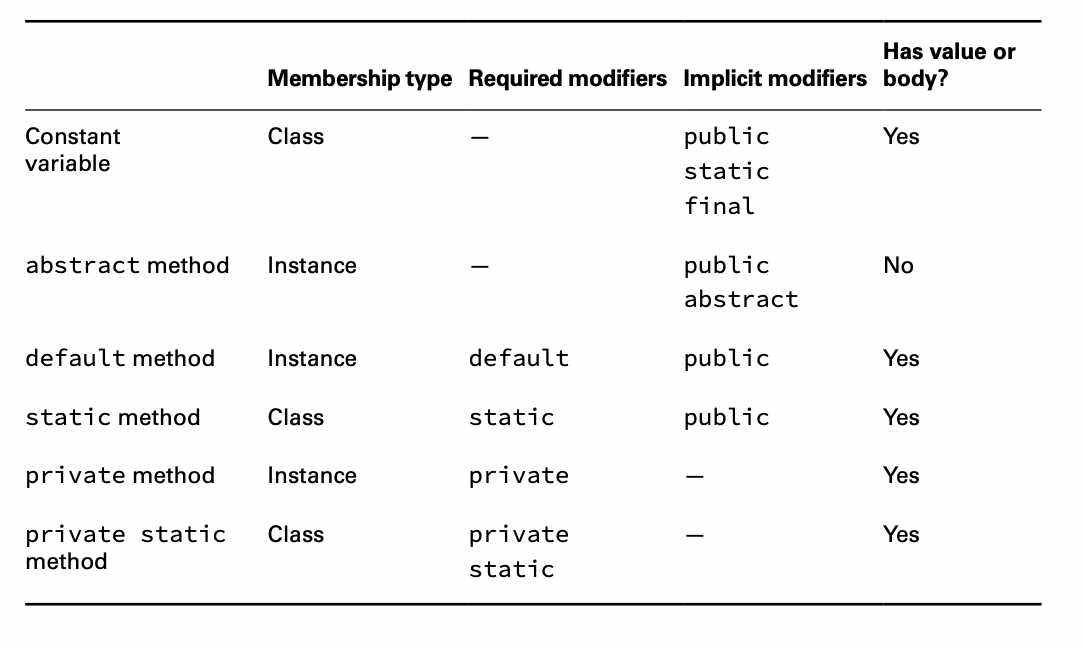 Has value or
Membership type Required modifiers Implicit modifiers body?
Constant Class — public Yes
variable static
final
abstract method Instance — public No
abstract
default method Instance default public Yes
static method Class static public Yes
private method Instance private — Yes
private static Class private — Yes
method static